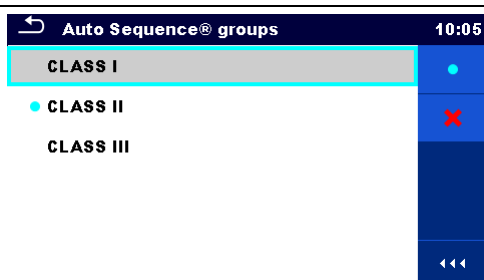 Auto Sequence® groups 10:05
CLASS I
CLASS II
CLASS III